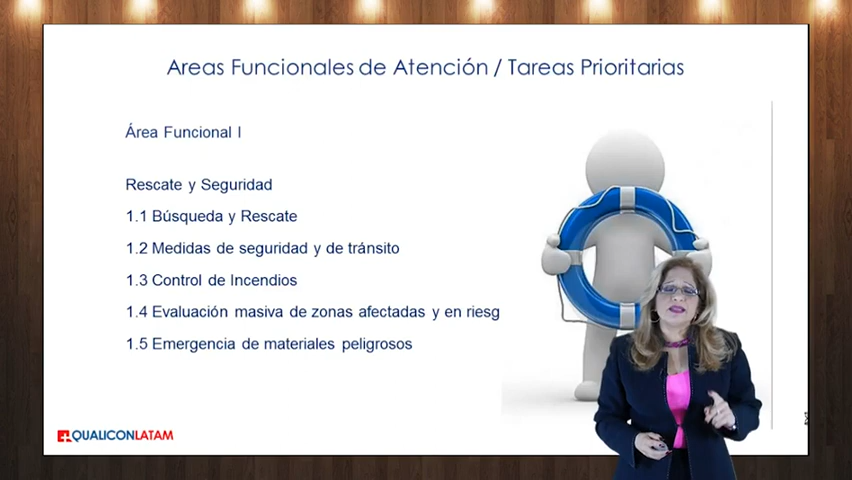 Areas Funcionales de Atención / Tareas Prioritarias
Área Funcional I
Rescate y Seguridad
1.1 Búsqueda y Rescate
1.2 Medidas de seguridad y de tránsito
1.3 Control de Incendios
1.4 Evaluación masiva de zonas afectadas y en riesg
1.5 Emergencia de materiales peligrosos
QUALICONLATAM